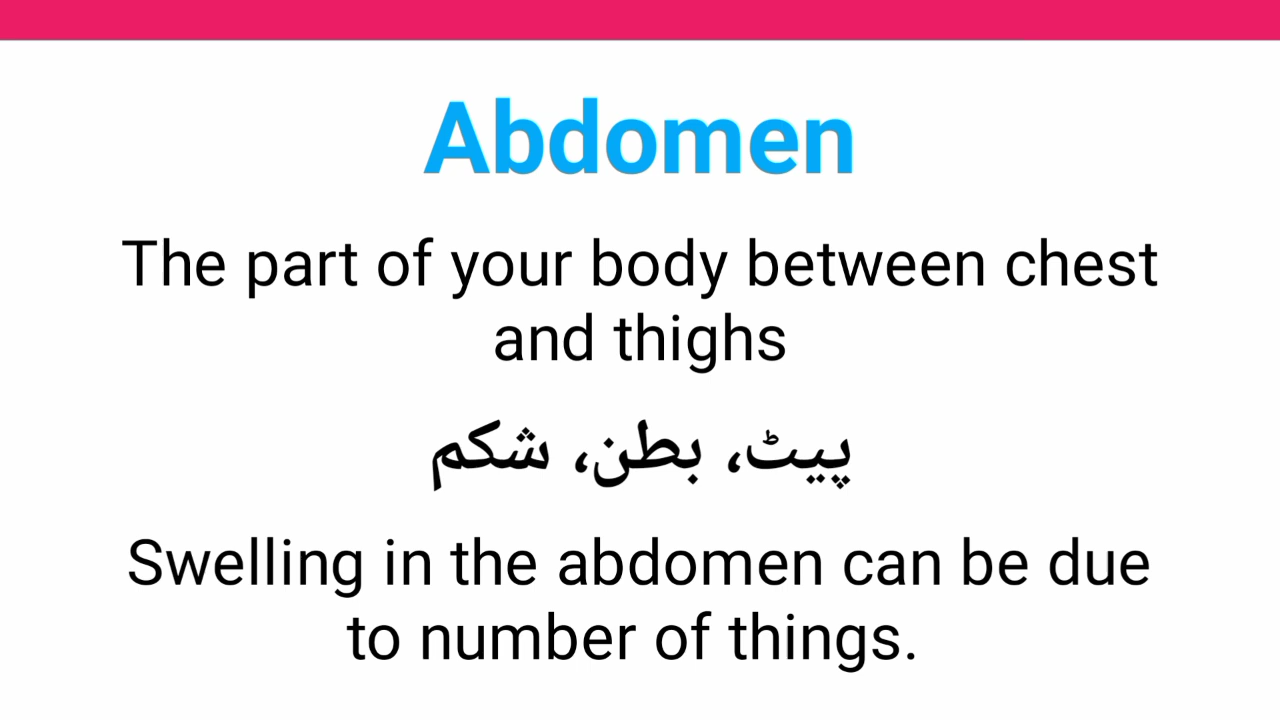 Abdomen
The part of your body between chest
and thighs
پیٹ، بطن، شکم
Swelling in the abdomen can be due
to number of things.